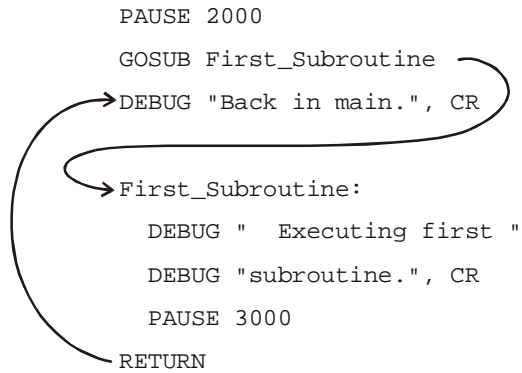 PAUSE 2000
GOSUB First_Subroutine
DEBUG "Back in main.", CR
First_Subroutine:
DEBUG "  Executing first "
DEBUG "subroutine.", CR
PAUSE 3000
RETURN